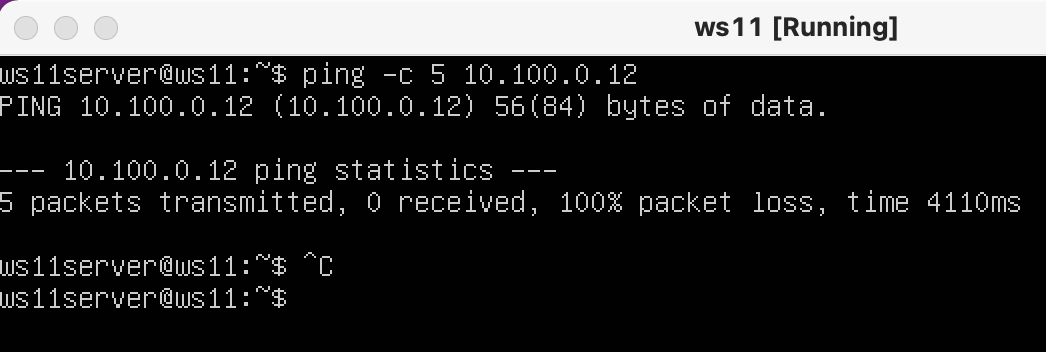 ws11 [Running]
ws11server@ws11:~$ ping -c 5 10.100.0.12
PING 10.100.0.12 (10.100.0.12) 56(84) bytes of data.
--- 10.100.0.12 ping statistics ---
5 packets transmitted, 0 received, 100% packet loss, time 4110ms
ws11server@ws11:~$ ^C
ws11server@ws11:~$